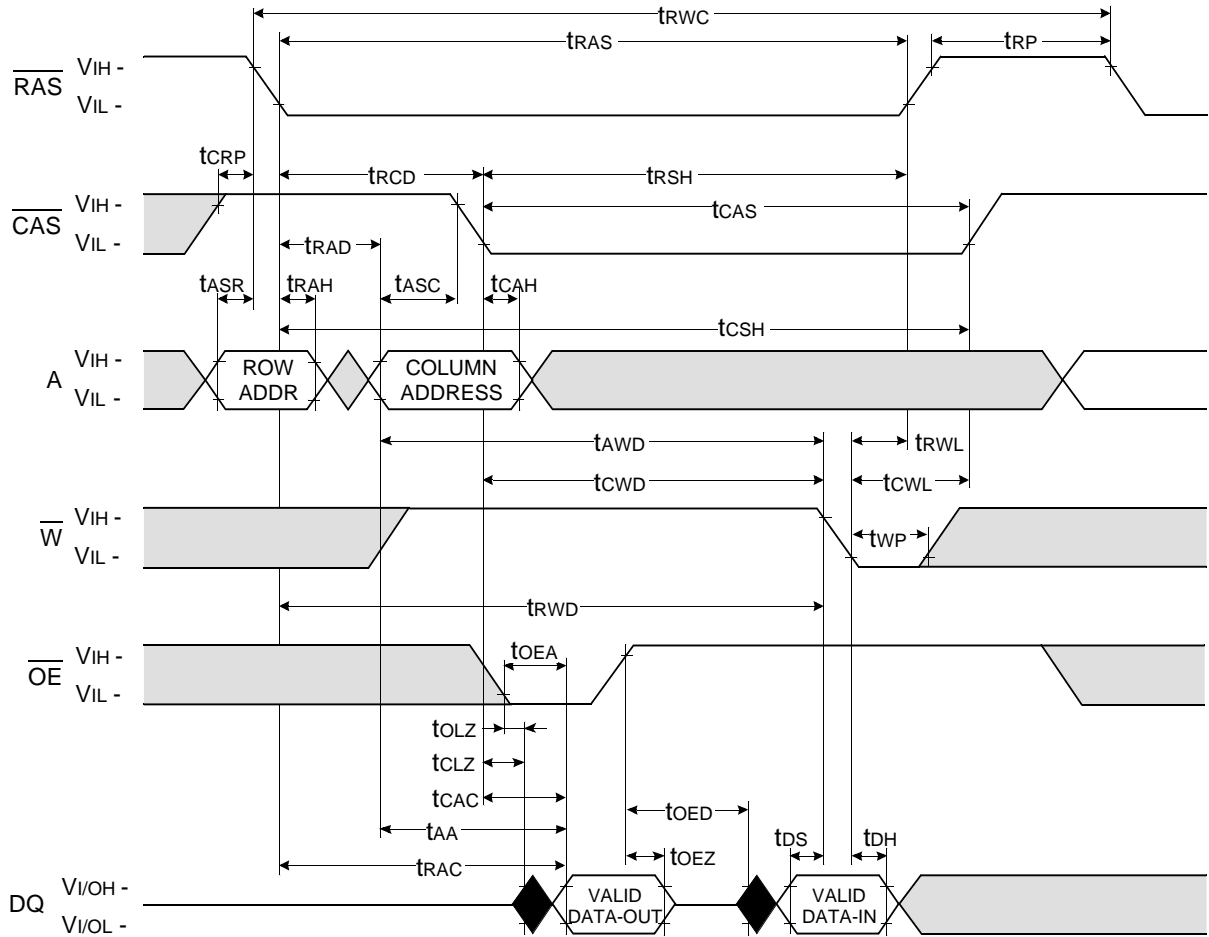 tRWC
tRAS
tRP
RAS
VIH -
VIL -
tCRP
tRCD
tRSH
CAS
VIH -
VIL -
tCAS
tRAD
tASR
tRAH
tASC
tCAH
tCSH
A
VIH -
VIL -
ROW
ADDR
COLUMN
ADDRESS
tAWD
tRWL
tCWD
tCWL
W
VIH -
VIL -
tWP
tRWD
OE
VIH -
VIL -
tOEA
tOLZ
tCLZ
tCAC
tOED
tAA
tDS
tDH
tOEZ
tRAC
DQ
VI/OH -
VI/OL -
VALID
DATA-OUT
VALID
DATA-IN